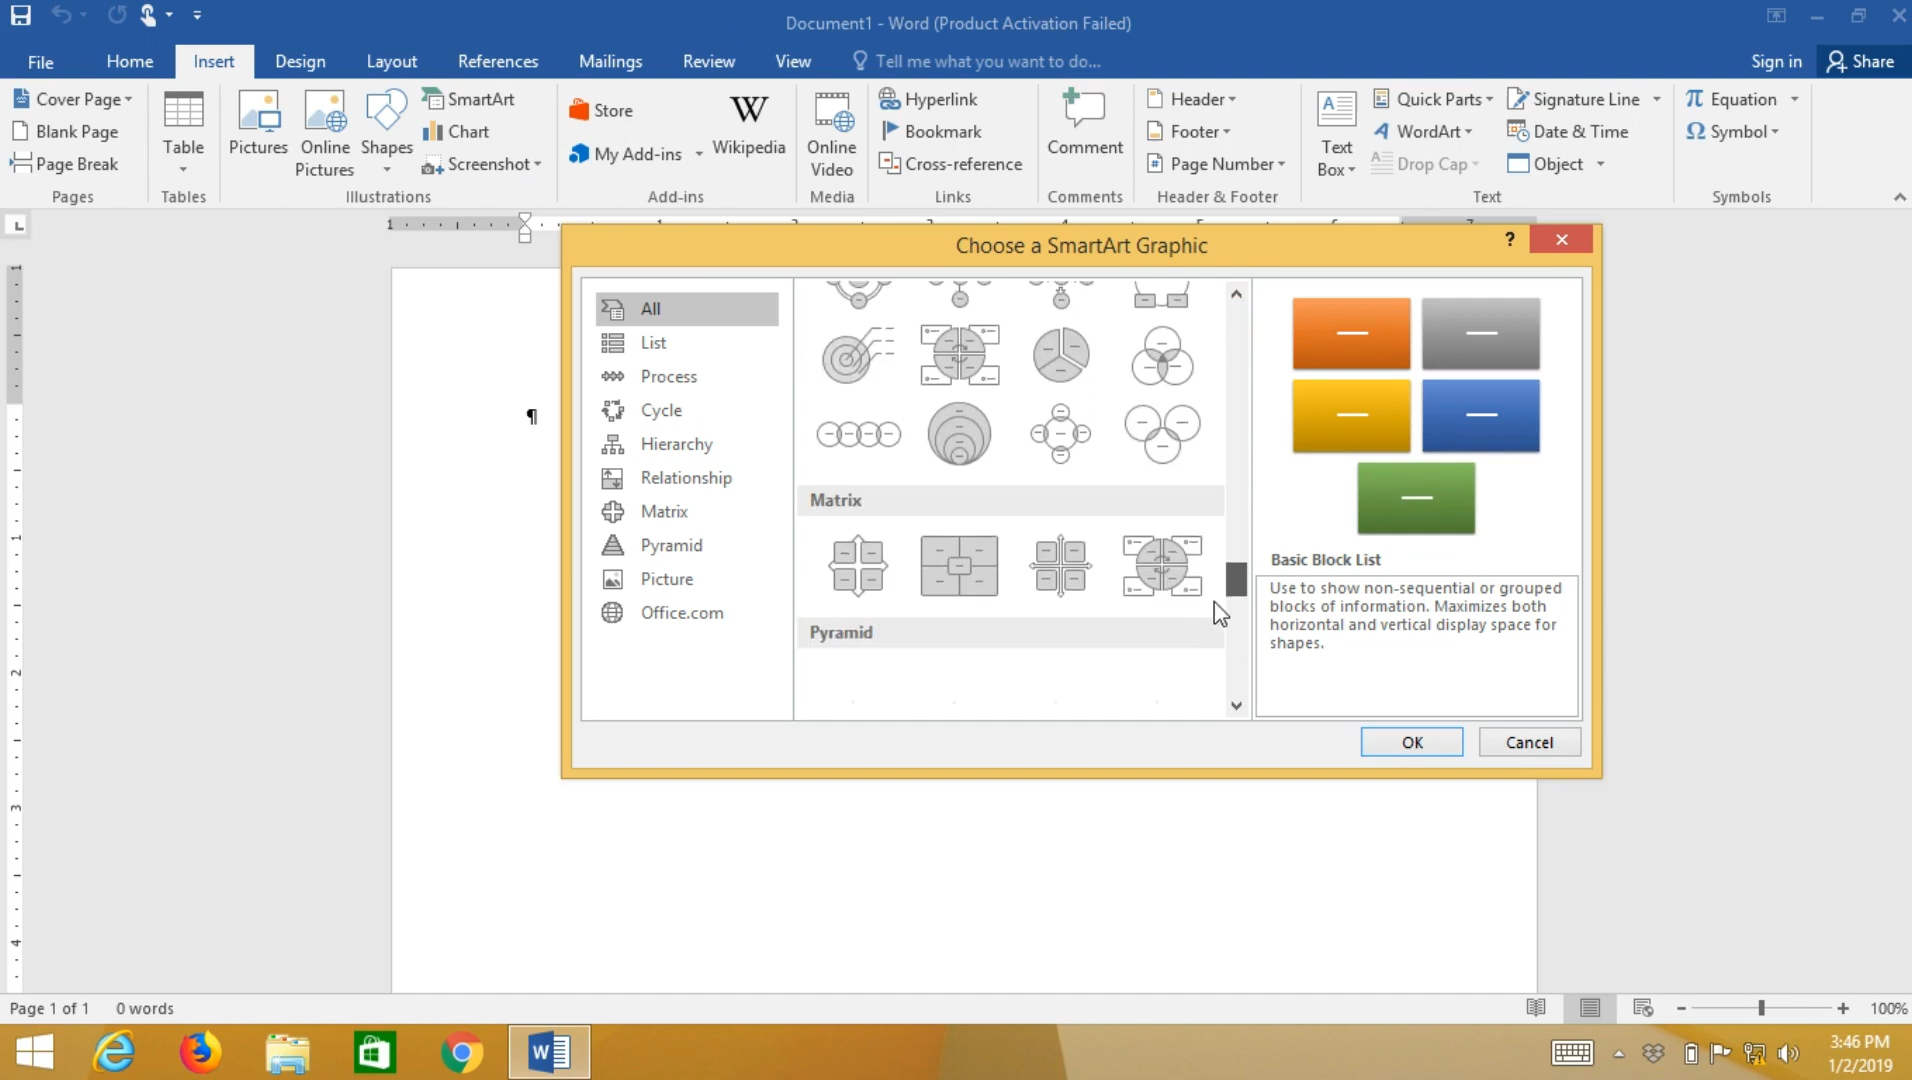 Document1 - Word (Product Activation Failed)
File Home Insert Design Layout References Mailings Review View Tell me what you want to do... Sign in Share
Cover Page
Blank Page
Page Break
Pages
Table
Tables
Pictures
Online Pictures
Shapes
SmartArt
Chart
Screenshot
Illustrations
Store
My Add-ins
W
Wikipedia
Add-ins
Online Video
Media
Hyperlink
Bookmark
Cross-reference
Links
Comment
Comments
Header
Footer
Page Number
Header & Footer
Text Box
Quick Parts
WordArt
Drop Cap
Signature Line
Date & Time
Object
Text
π Equation
Ω Symbol
Symbols
Choose a SmartArt Graphic
?
All
List
Process
Cycle
Hierarchy
Relationship
Matrix
Pyramid
Picture
Office.com
Matrix
Pyramid
Basic Block List
Use to show non-sequential or grouped
blocks of information. Maximizes both
horizontal and vertical display space for
shapes.
OK Cancel
¶
Page 1 of 1 0 words 100%
3:46 PM
1/2/2019